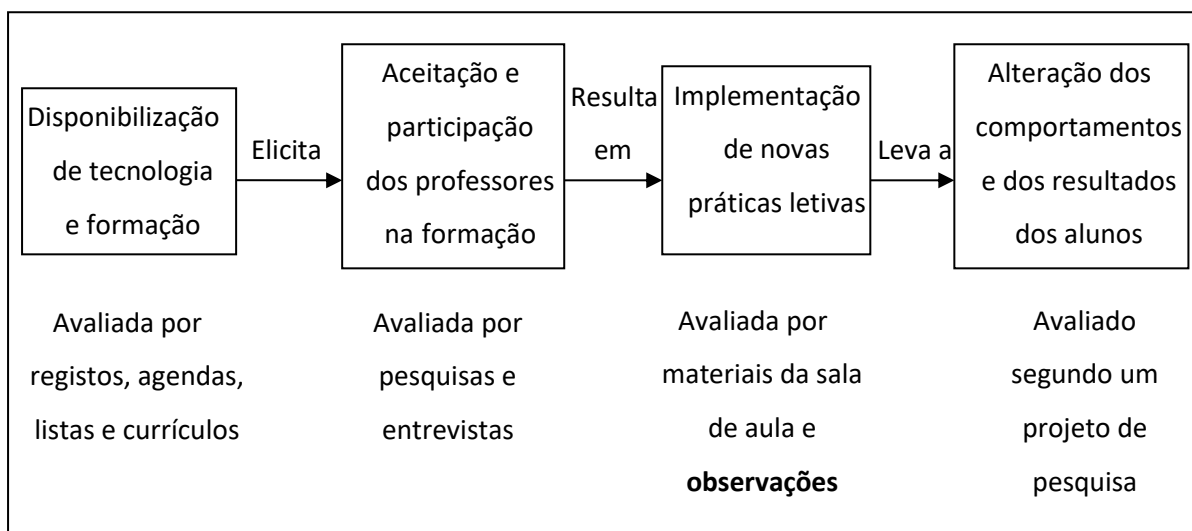 Disponibilização
de tecnologia
e formação
Elicita
Aceitação e
participação
dos professores
na formação
Resulta
em
Implementação
de novas
práticas letivas
Leva a
Alteração dos
comportamentos
e dos resultados
dos alunos
Avaliada por
registos, agendas,
listas e currículos
Avaliada por
pesquisas e
entrevistas
Avaliada por
materiais da sala
de aula e
observações
Avaliado
segundo um
projeto de
pesquisa